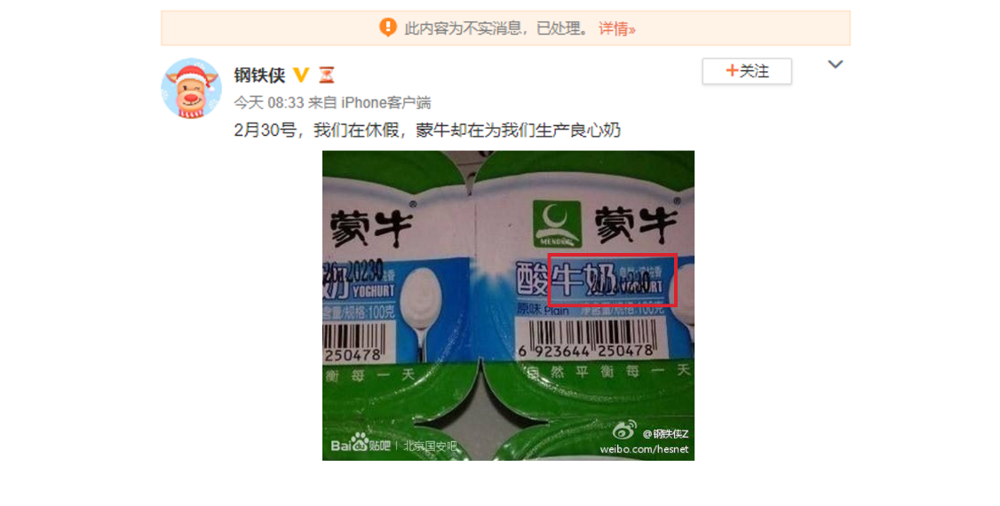 此内容为不实消息，已处理。 详情»
钢铁侠
+关注
今天 08:33 来自 iPhone客户端
2月30号，我们在休假，蒙牛却在为我们生产良心奶
蒙牛®
奶
20230
YOGHURT
含量/规格:100克
250478
衡 每 一 天
MENGNIU
蒙牛®
酸牛奶
0230
原味 Plain 净含量/规格:100克
6 923644 250478
自 然 平 衡 每 一 天
Bai贴吧 | 北京国安吧
@钢铁侠Z
weibo.com/hesnet